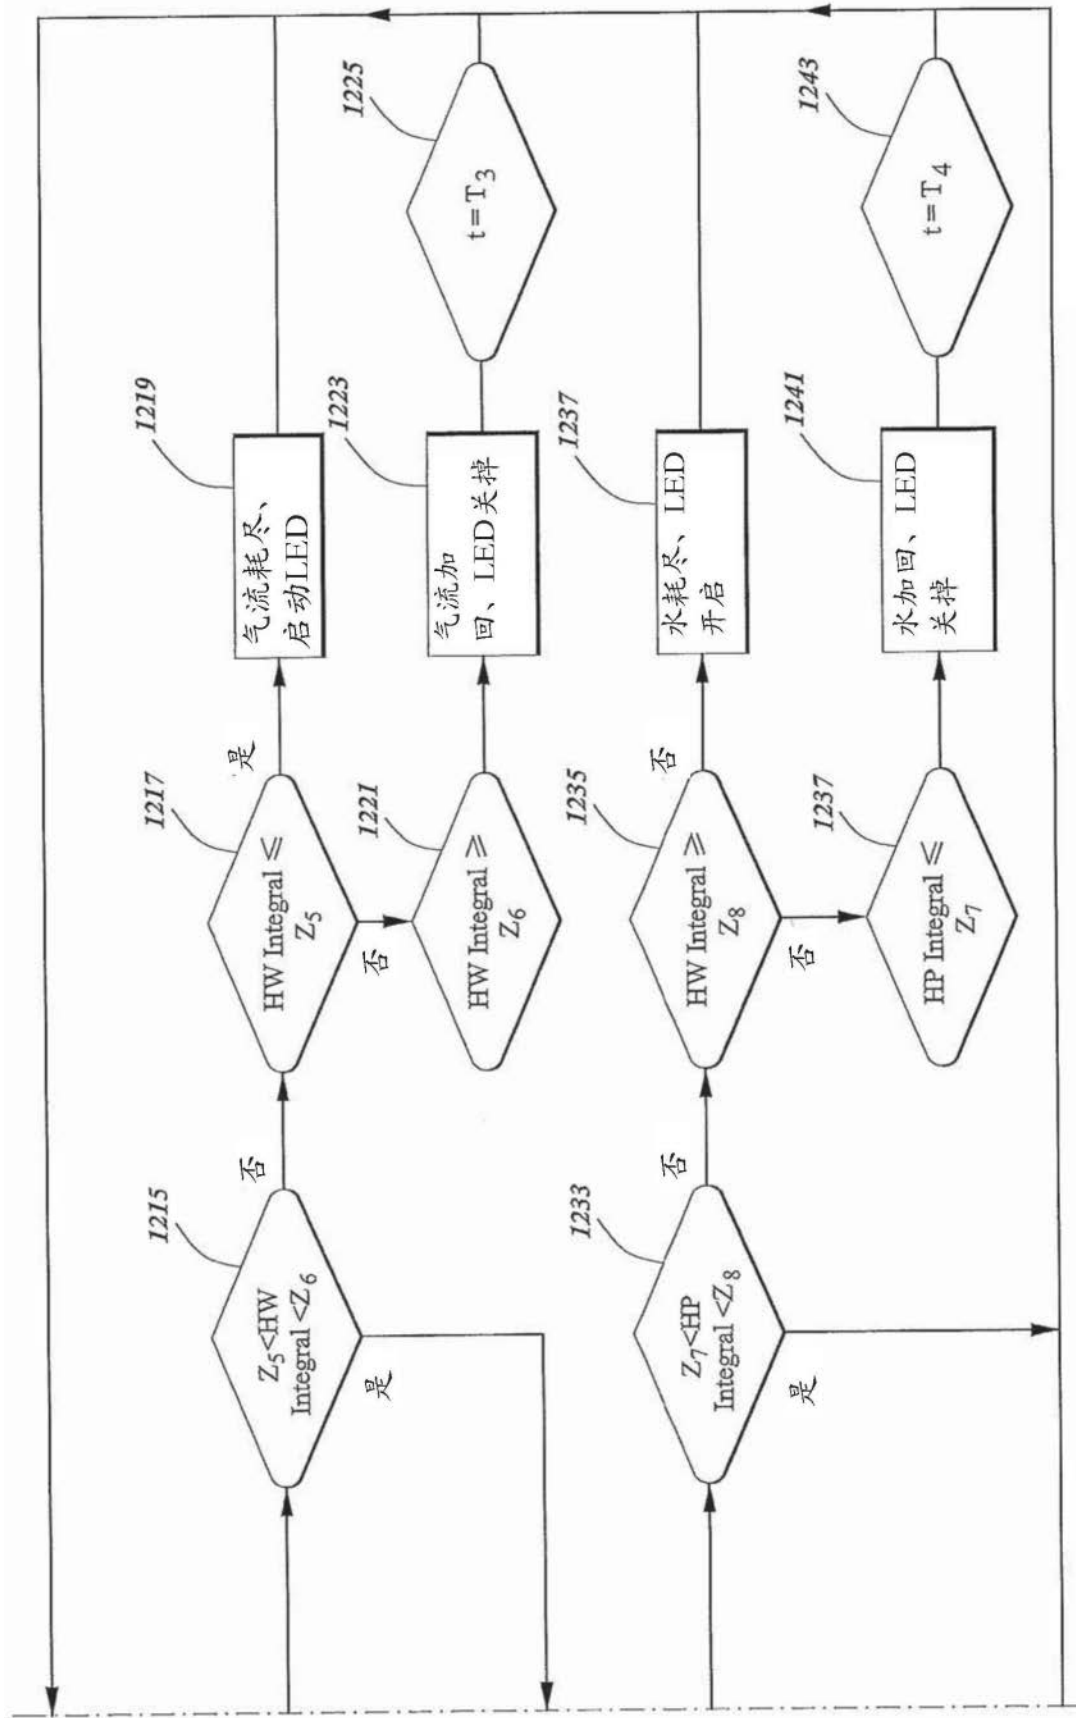 1215
Z5<HW
Integral <Z6
否
是
1217
HW Integral ≤
Z5
是
否
1219
气流耗尽、
启动LED
1221
HW Integral ≥
Z6
1223
气流加
回、LED关掉
1225
t=T3
1233
Z7<HP
Integral <Z8
否
是
1235
HW Integral ≥
Z8
否
否
1237
水耗尽、LED
开启
1237
HP Integral ≤
Z7
1241
水加回、LED
关掉
1243
t=T4